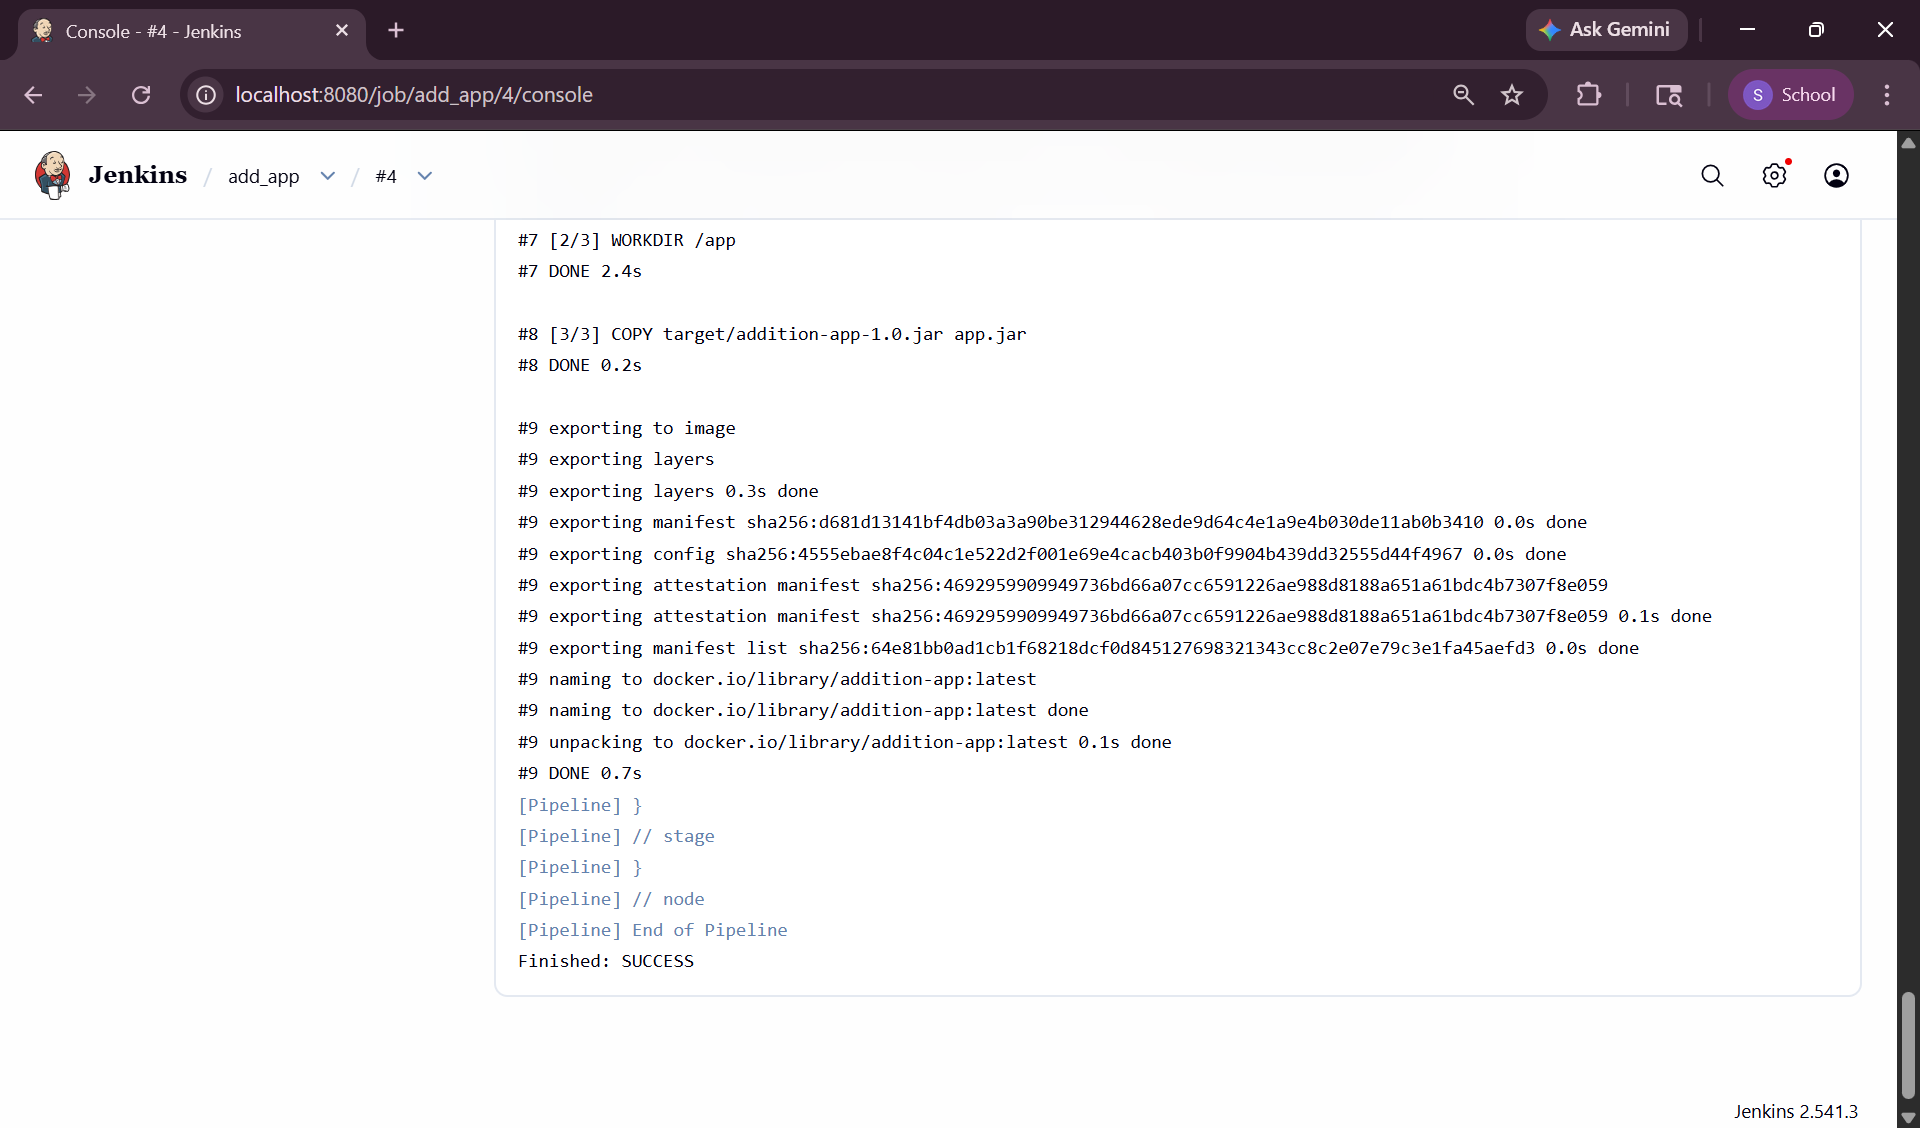 Console - #4 - Jenkins
Ask Gemini
localhost:8080/job/add_app/4/console
S School
Jenkins / add_app / #4
#7 [2/3] WORKDIR /app
#7 DONE 2.4s
#8 [3/3] COPY target/addition-app-1.0.jar app.jar
#8 DONE 0.2s
#9 exporting to image
#9 exporting layers
#9 exporting layers 0.3s done
#9 exporting manifest sha256:d681d13141bf4db03a3a90be312944628ede9d64c4e1a9e4b030de11ab0b3410 0.0s done
#9 exporting config sha256:4555ebae8f4c04c1e522d2f001e69e4cacb403b0f9904b439dd32555d44f4967 0.0s done
#9 exporting attestation manifest sha256:4692959909949736bd66a07cc6591226ae988d8188a651a61bdc4b7307f8e059
#9 exporting attestation manifest sha256:4692959909949736bd66a07cc6591226ae988d8188a651a61bdc4b7307f8e059 0.1s done
#9 exporting manifest list sha256:64e81bb0ad1cb1f68218dcf0d845127698321343cc8c2e07e79c3e1fa45aefd3 0.0s done
#9 naming to docker.io/library/addition-app:latest
#9 naming to docker.io/library/addition-app:latest done
#9 unpacking to docker.io/library/addition-app:latest 0.1s done
#9 DONE 0.7s
[Pipeline] }
[Pipeline] // stage
[Pipeline] }
[Pipeline] // node
[Pipeline] End of Pipeline
Finished: SUCCESS
Jenkins 2.541.3